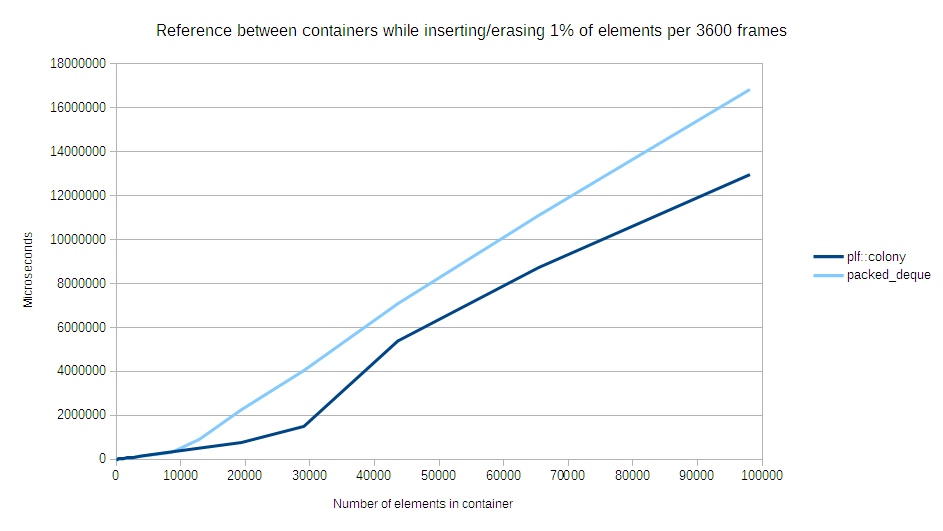 Reference between containers while inserting/erasing 1% of elements per 3600 frames
18000000
16000000
14000000
12000000
10000000
8000000
6000000
4000000
2000000
0
Microseconds
0 10000 20000 30000 40000 50000 60000 70000 80000 90000 100000
Number of elements in container
plf::colony
packed_deque